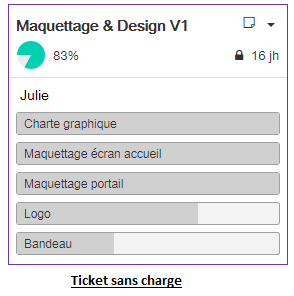 Maquettage & Design V1
83%
16 jh
Julie
Charte graphique
Maquettage écran accueil
Maquettage portail
Logo
Bandeau
Ticket sans charge